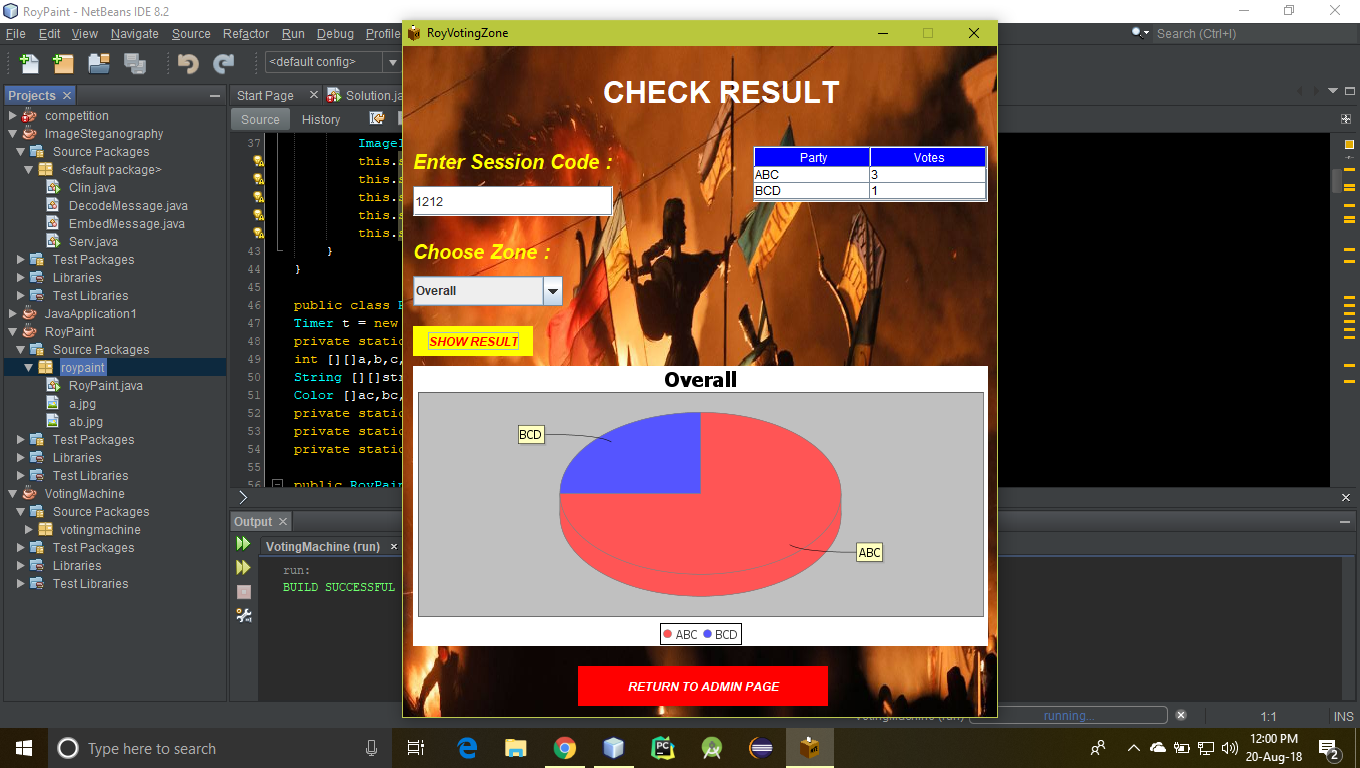 RoyPaint - NetBeans IDE 8.2
File Edit View Navigate Source Refactor Run Debug Profile
Search (Ctrl+I)
<default config>
Projects
competition
ImageSteganography
Source Packages
<default package>
Clin.java
DecodeMessage.java
EmbedMessage.java
Serv.java
Test Packages
Libraries
Test Libraries
JavaApplication1
RoyPaint
Source Packages
roypaint
RoyPaint.java
a.jpg
ab.jpg
Test Packages
Libraries
Test Libraries
VotingMachine
Source Packages
votingmachine
Test Packages
Libraries
Test Libraries
Start Page Solution.ja
Source History
37 ImageI
this.s
this.s
this.s
this.s
this.s
43 }
44 }
45
46 public class R
47 Timer t = new
48 private static
49 int [][]a,b,c,
50 String [][]str
51 Color []ac,bc,
52 private static
53 private static
54 private static
55
56 public RoyPain
Output
VotingMachine (run)
run:
BUILD SUCCESSFUL
RoyVotingZone
CHECK RESULT
Enter Session Code :
1212
Party Votes
ABC 3
BCD 1
Choose Zone :
Overall
SHOW RESULT
Overall
BCD
ABC
ABC BCD
RETURN TO ADMIN PAGE
VotingMachine (run) running...
1:1 INS
Type here to search
PC
12:00 PM
20-Aug-18
2